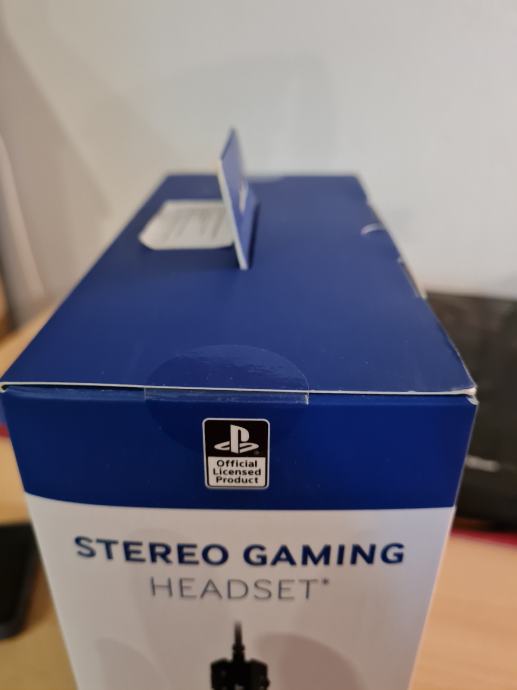 Official
Licensed
Product
STEREO GAMING
HEADSET*